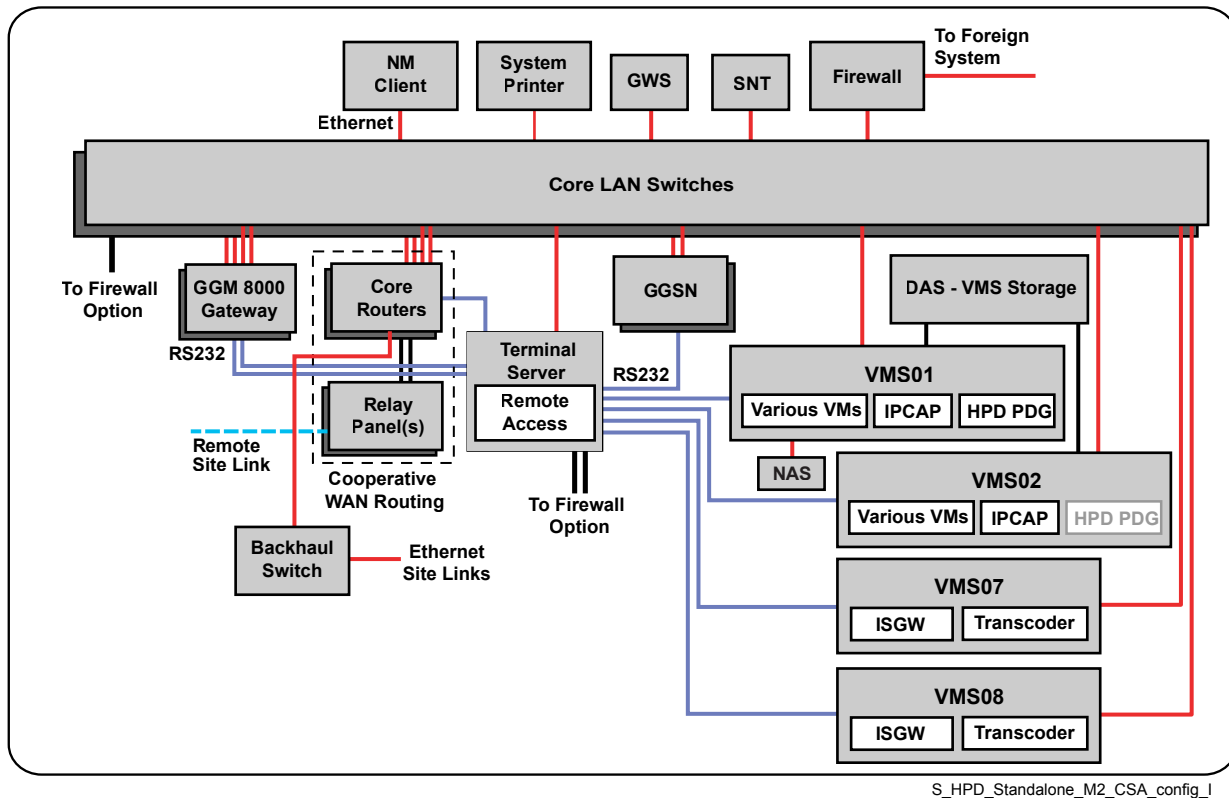 NM
Client
System
Printer
GWS
SNT
Firewall
To Foreign
System
Ethernet
Core LAN Switches
To Firewall
Option
GGM 8000
Gateway
Core
Routers
GGSN
DAS - VMS Storage
RS232
Terminal
Server
Remote
Access
RS232
VMS01
Various VMs
IPCAP
HPD PDG
Relay
Panel(s)
Remote
Site Link
Cooperative
WAN Routing
NAS
To Firewall
Option
VMS02
Various VMs
IPCAP
HPD PDG
Backhaul
Switch
Ethernet
Site Links
VMS07
ISGW
Transcoder
VMS08
ISGW
Transcoder
S_HPD_Standalone_M2_CSA_config_I